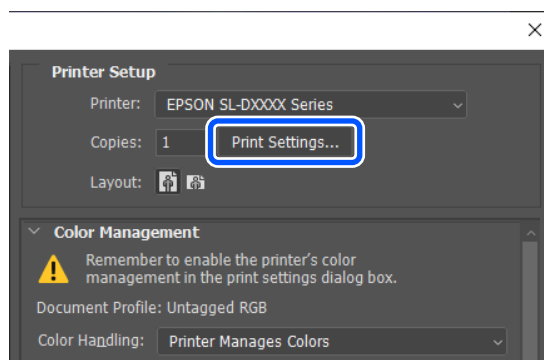 Printer Setup
Printer: EPSON SL-DXXXX Series
Copies: 1 Print Settings...
Layout:
Color Management
Remember to enable the printer's color
management in the print settings dialog box.
Document Profile: Untagged RGB
Color Handling: Printer Manages Colors